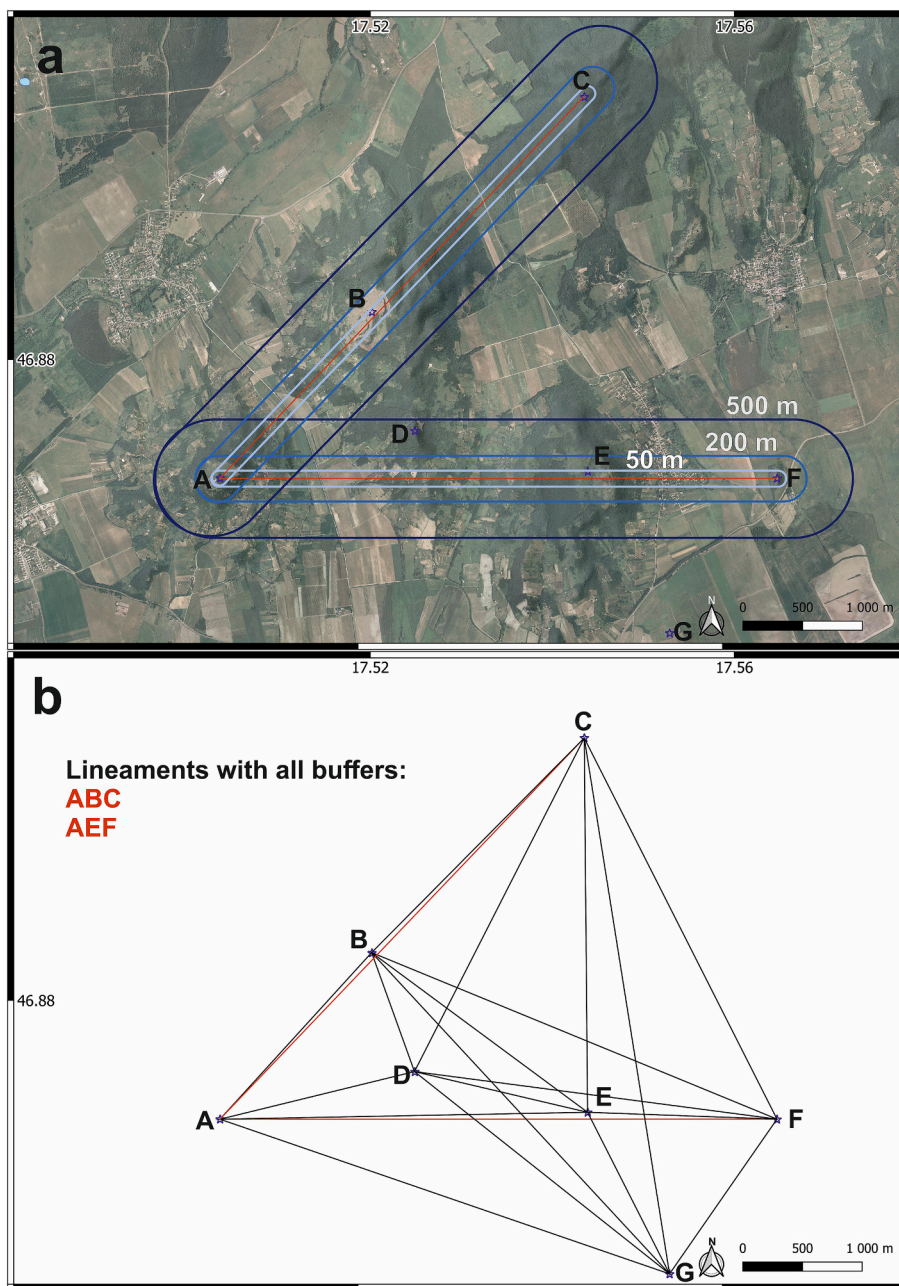 17.52
17.56
a
C
B
46.88
500 m
D
200 m
E
50 m
A
F
N
0 500 1 000 m
G
17.52
17.56
b
C
Lineaments with all buffers:
ABC
AEF
B
46.88
D
E
A
F
N
0 500 1 000 m
G